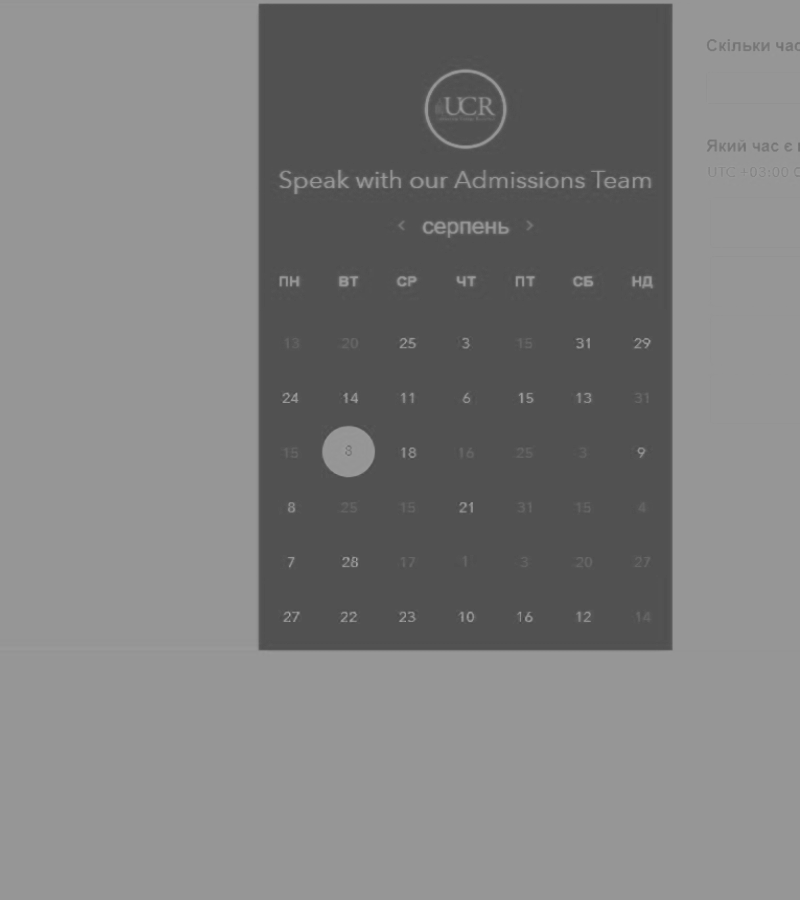 Скільки час
UCR
Який час є
UTC +03:00
Speak with our Admissions Team
< серпень >
ПН ВТ СР ЧТ ПТ СБ НД
13 20 25 3 15 31 29
24 14 11 6 15 13 31
15 8 18 16 25 3 9
8 25 15 21 31 15 4
7 28 17 1 3 20 27
27 22 23 10 16 12 14